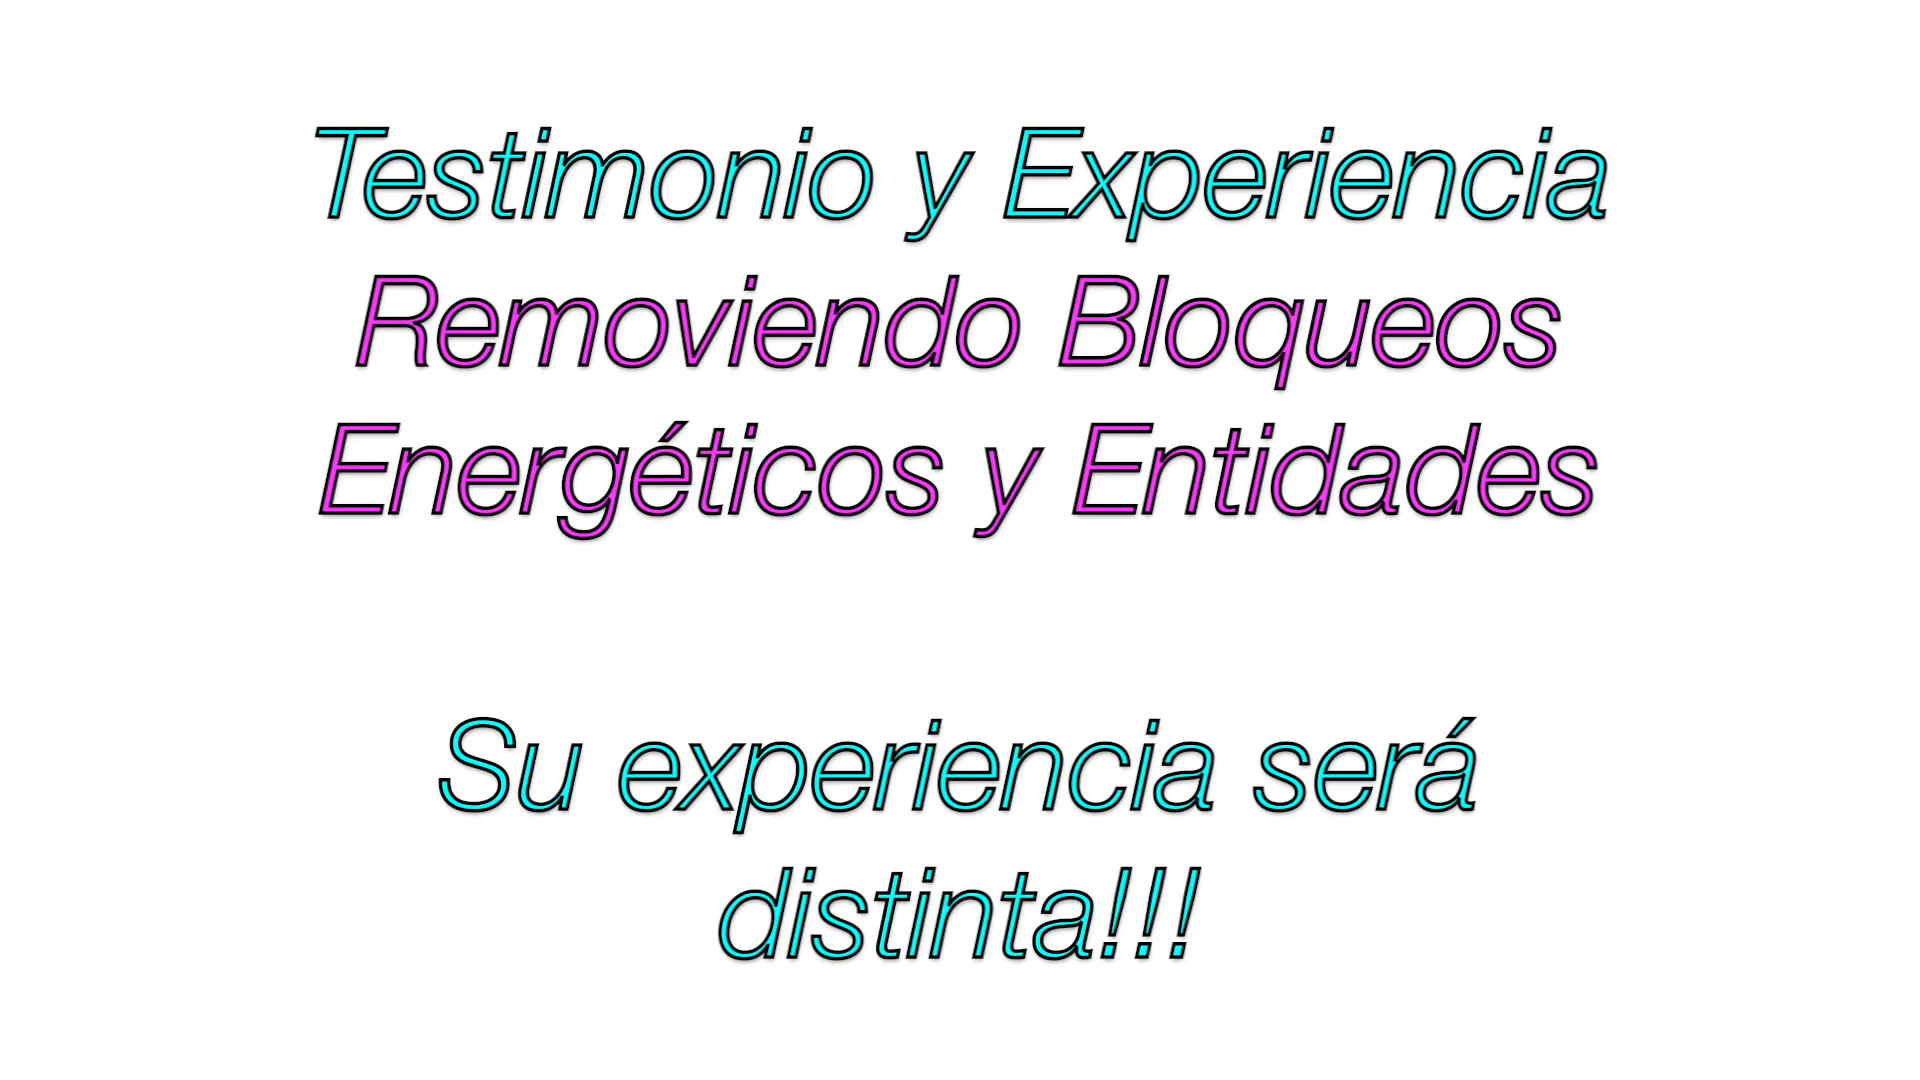 Testimonio y Experiencia
Removiendo Bloqueos
Energéticos y Entidades
Su experiencia será
distinta!!!